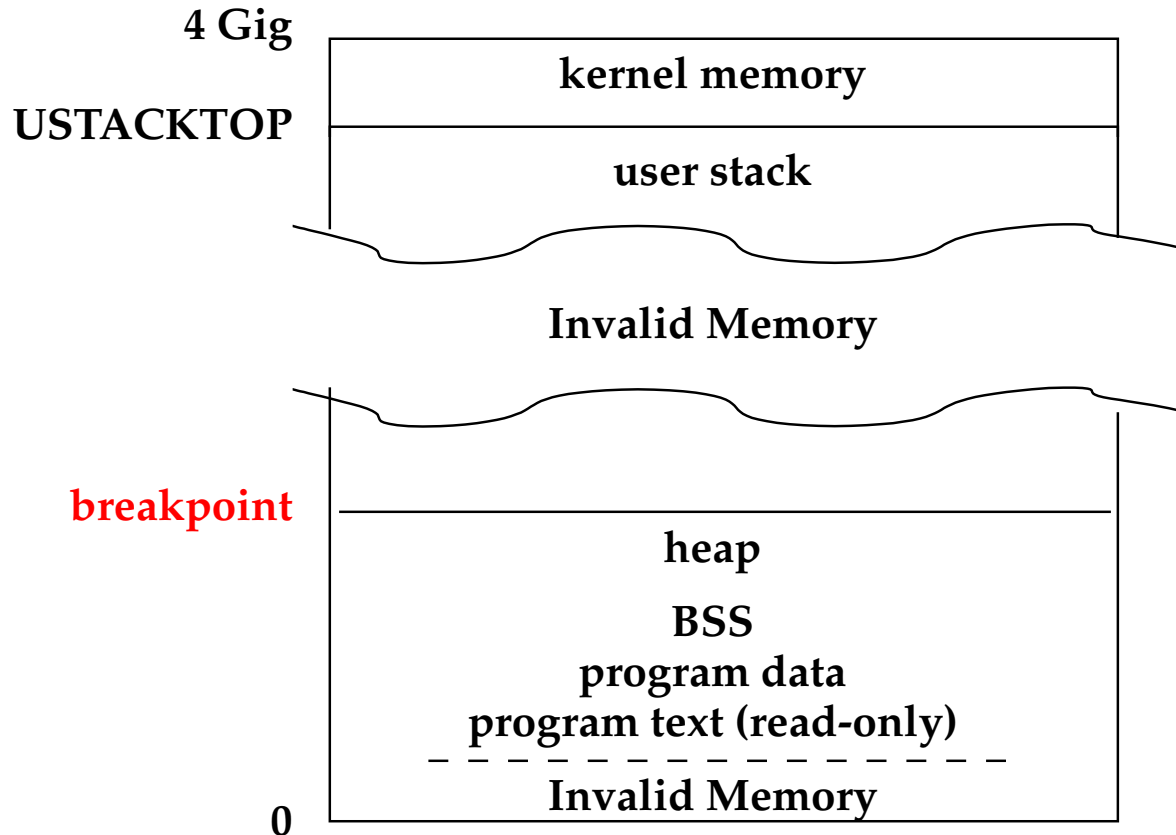 4 Gig
kernel memory
USTACKTOP
user stack
Invalid Memory
breakpoint
heap
BSS
program data
program text (read-only)
Invalid Memory
0